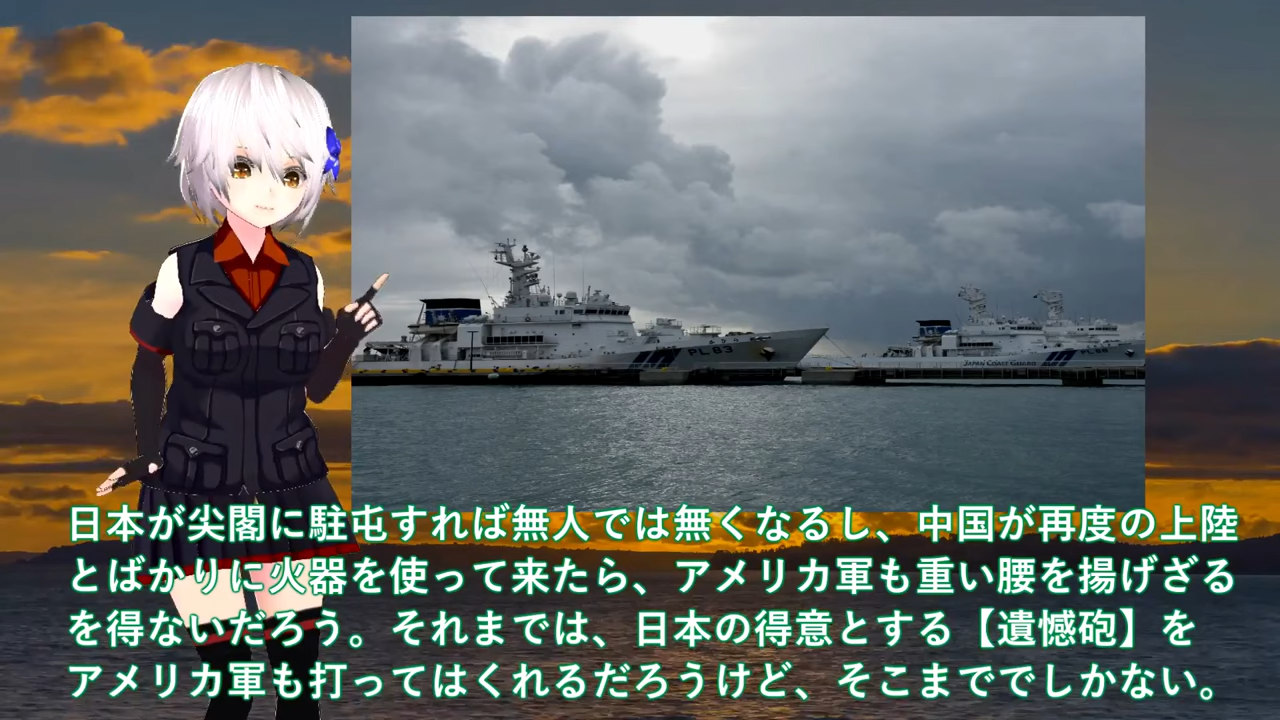 PL 83
JAPAN COAST GUARD
日本が尖閣に駐屯すれば無人では無くなるし、中国が再度の上陸
とばかりに火器を使って来たら、アメリカ軍も重い腰を揚げざる
を得ないだろう。それまでは、日本の得意とする【遺憾砲】を
アメリカ軍も打ってはくれるだろうけど、そこまででしかない。